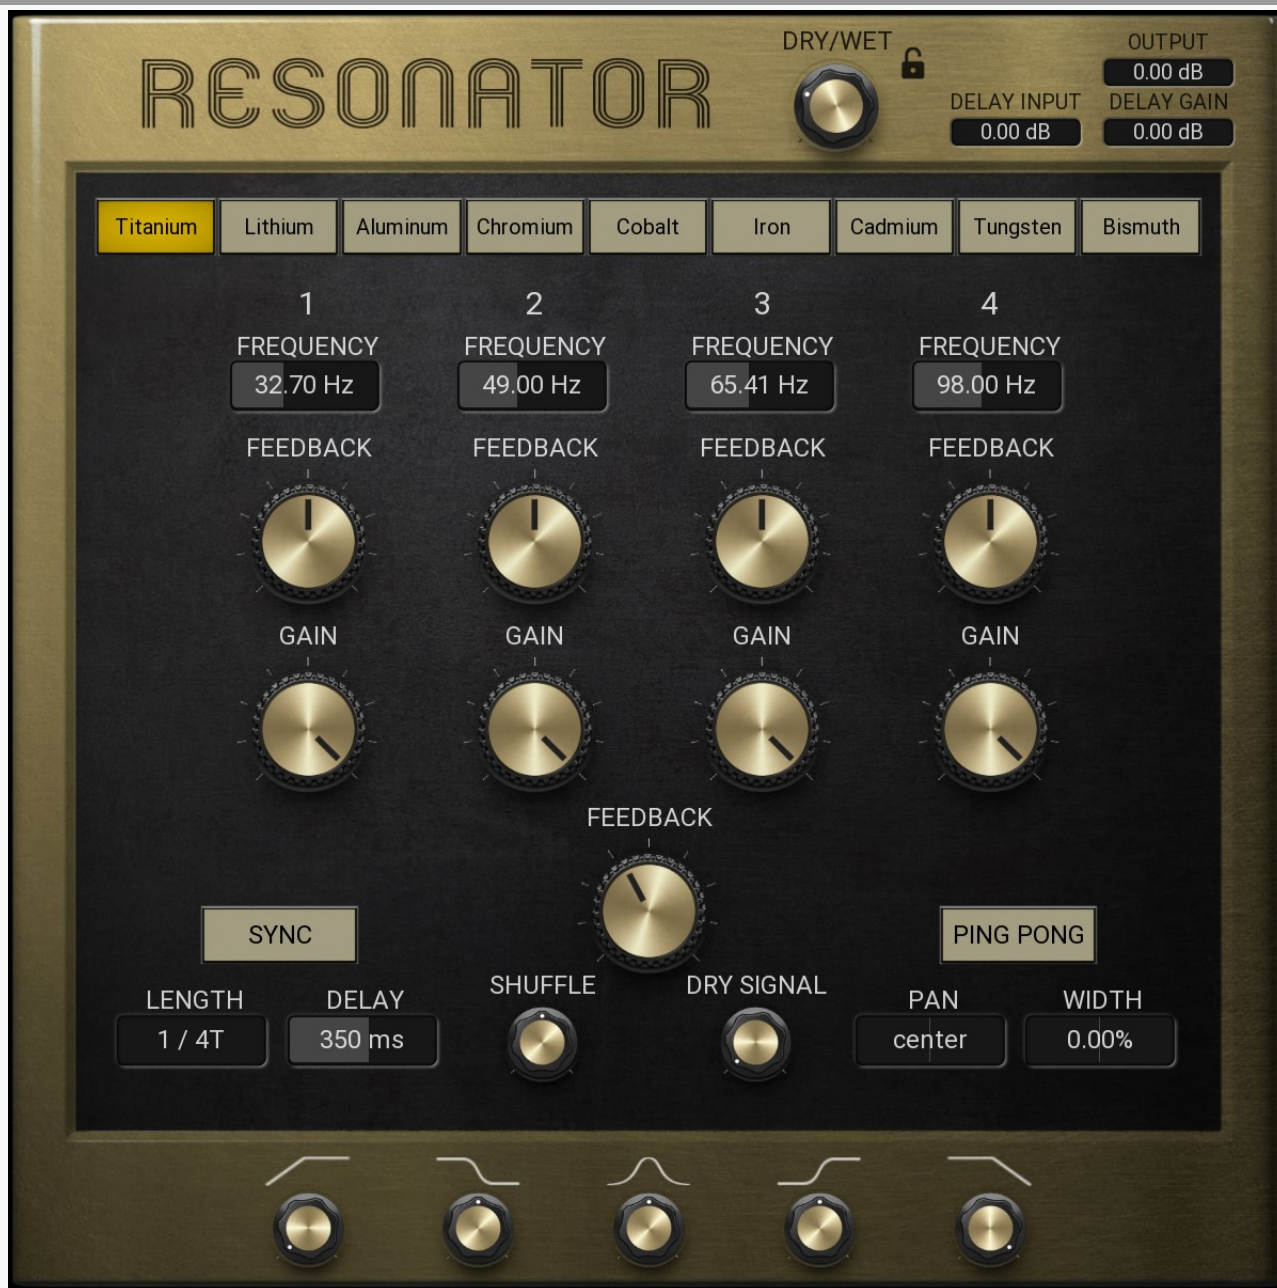 RESONATOR
DRY/WET
OUTPUT
0.00 dB
DELAY INPUT DELAY GAIN
0.00 dB 0.00 dB
Titanium Lithium Aluminum Chromium Cobalt Iron Cadmium Tungsten Bismuth
1 2 3 4
FREQUENCY FREQUENCY FREQUENCY FREQUENCY
32.70 Hz 49.00 Hz 65.41 Hz 98.00 Hz
FEEDBACK FEEDBACK FEEDBACK FEEDBACK
GAIN GAIN GAIN GAIN
FEEDBACK
SYNC PING PONG
SHUFFLE DRY SIGNAL
LENGTH DELAY PAN WIDTH
1 / 4T 350 ms center 0.00%